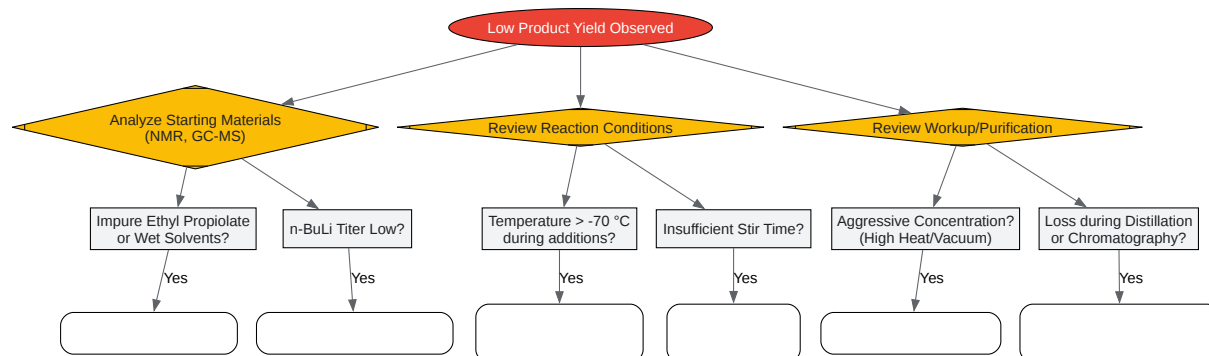 Low Product Yield Observed
Analyze Starting Materials
(NMR, GC-MS)
Review Reaction Conditions
Review Workup/Purification
Impure Ethyl Propiolate
or Wet Solvents?
n-BuLi Titer Low?
Temperature > -70 °C
during additions?
Insufficient Stir Time?
Aggressive Concentration?
(High Heat/Vacuum)
Loss during Distillation
or Chromatography?
Yes
Yes
Yes
Yes
Yes
Yes